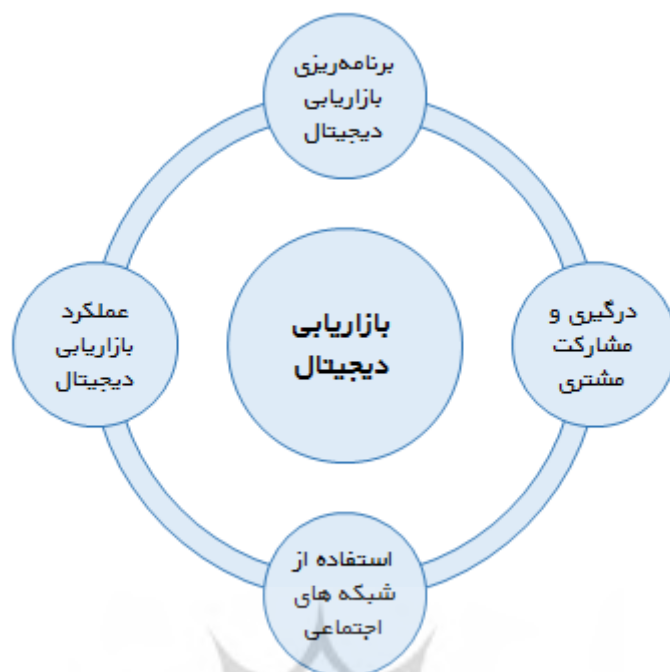 برنامه‌ریزی
بازاریابی
دیجیتال
درگیری و
مشارکت
مشتری
بازاریابی
دیجیتال
عملکرد
بازاریابی
دیجیتال
استفاده از
شبکه های
اجتماعی